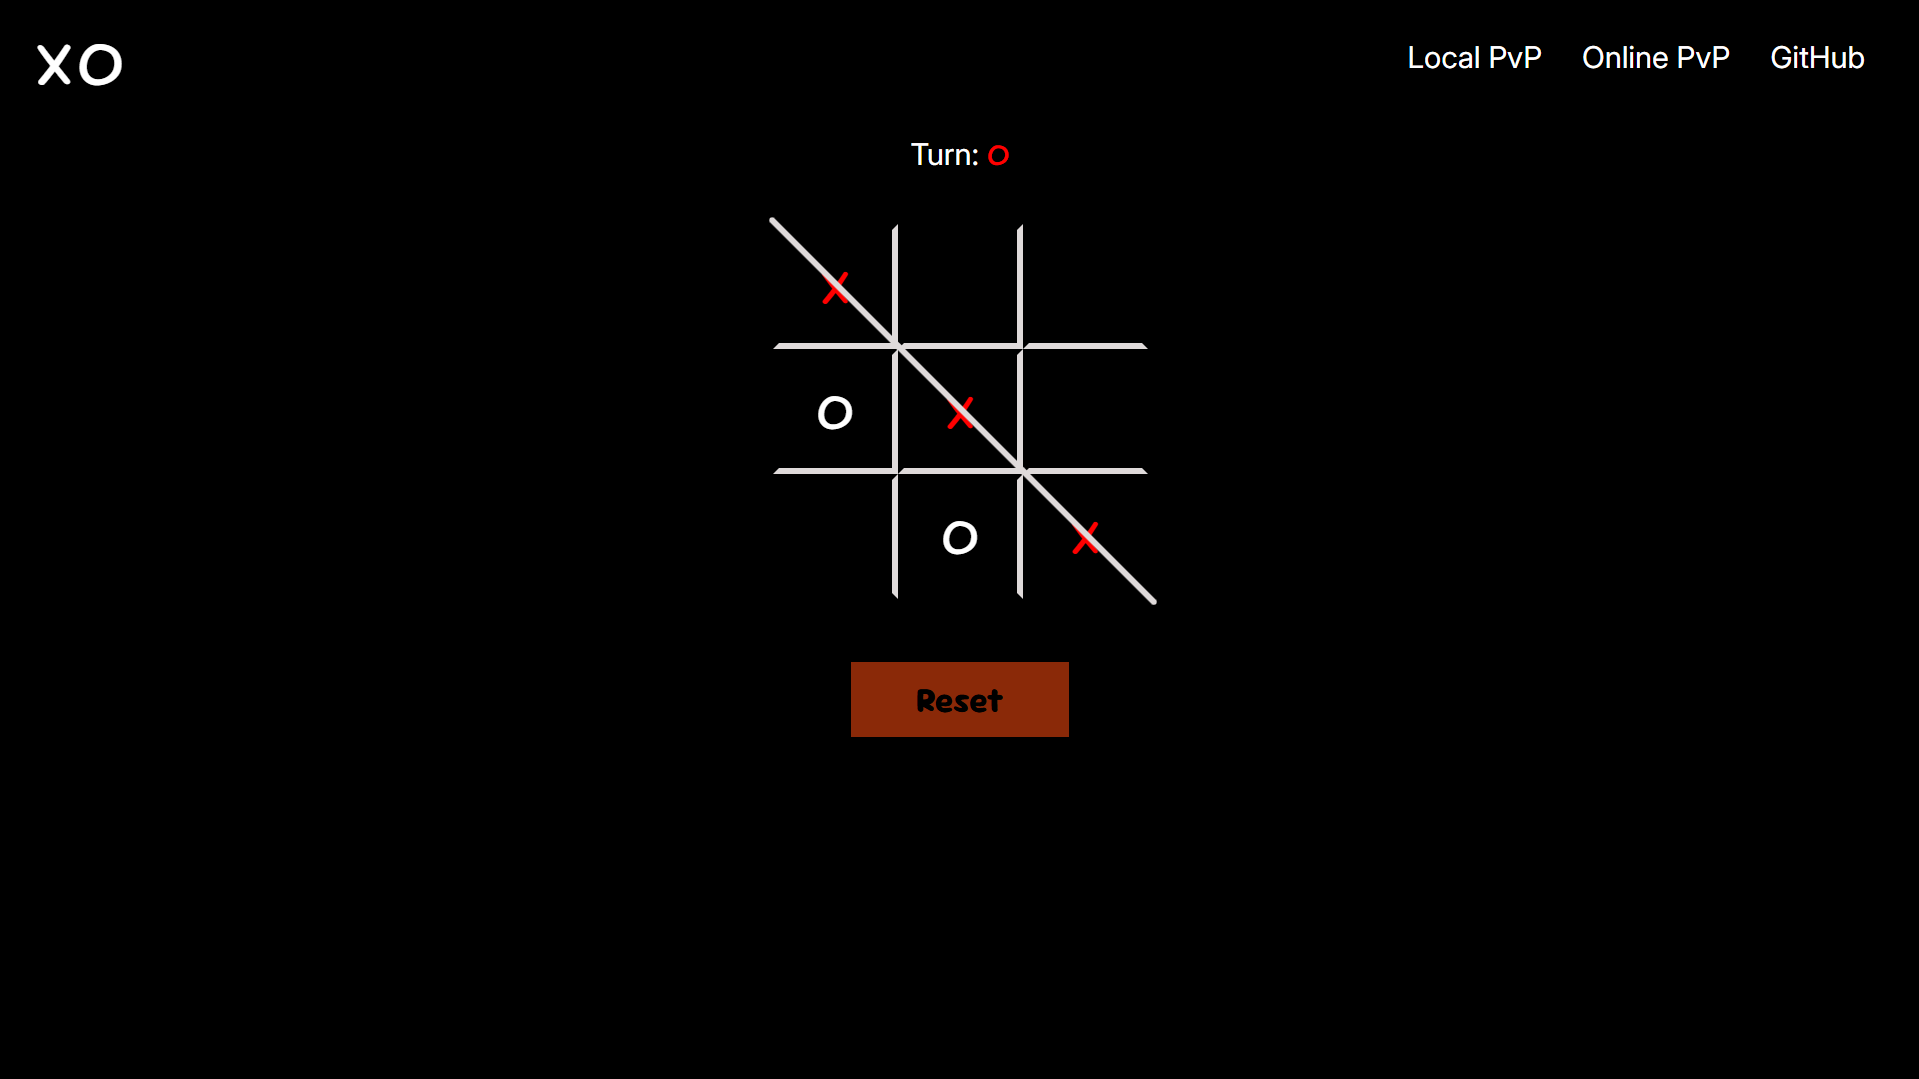 XO
Local PvP Online PvP GitHub
Turn: O
X
O X
O X
Reset